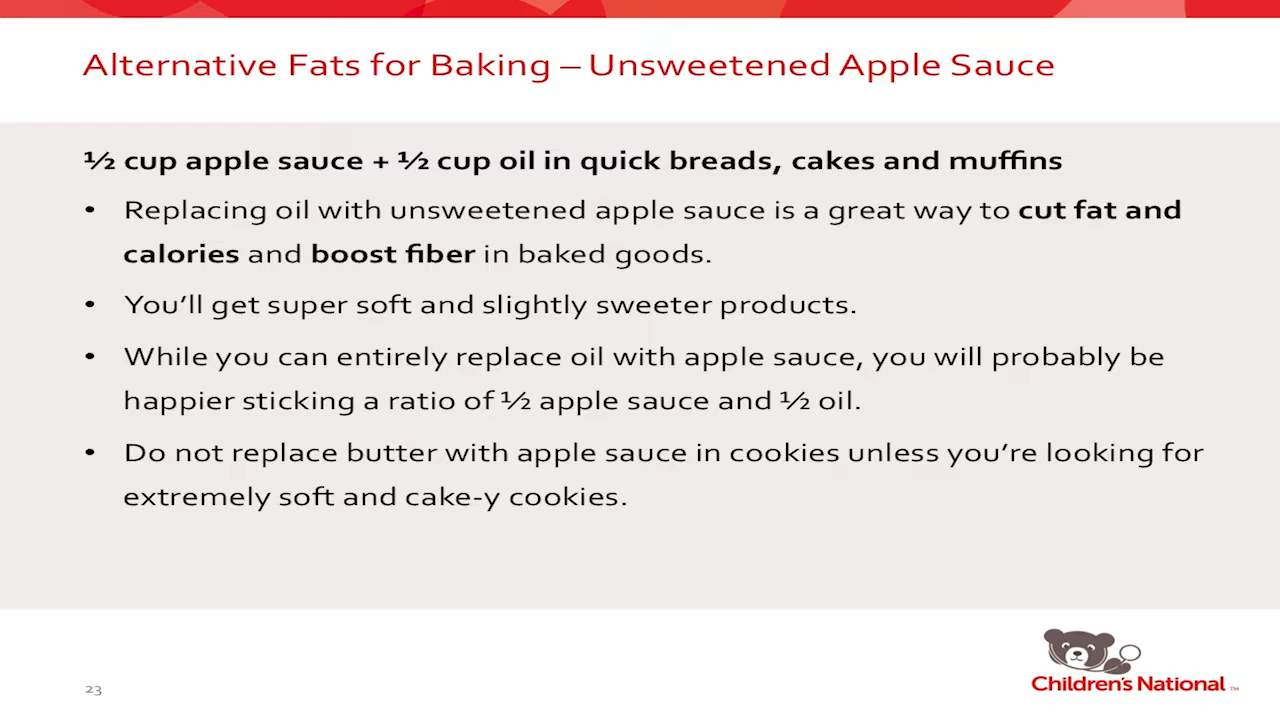 Alternative Fats for Baking – Unsweetened Apple Sauce
½ cup apple sauce + ½ cup oil in quick breads, cakes and muffins
• Replacing oil with unsweetened apple sauce is a great way to cut fat and
calories and boost fiber in baked goods.
• You’ll get super soft and slightly sweeter products.
• While you can entirely replace oil with apple sauce, you will probably be
happier sticking a ratio of ½ apple sauce and ½ oil.
• Do not replace butter with apple sauce in cookies unless you’re looking for
extremely soft and cake-y cookies.
Children's National ™
23